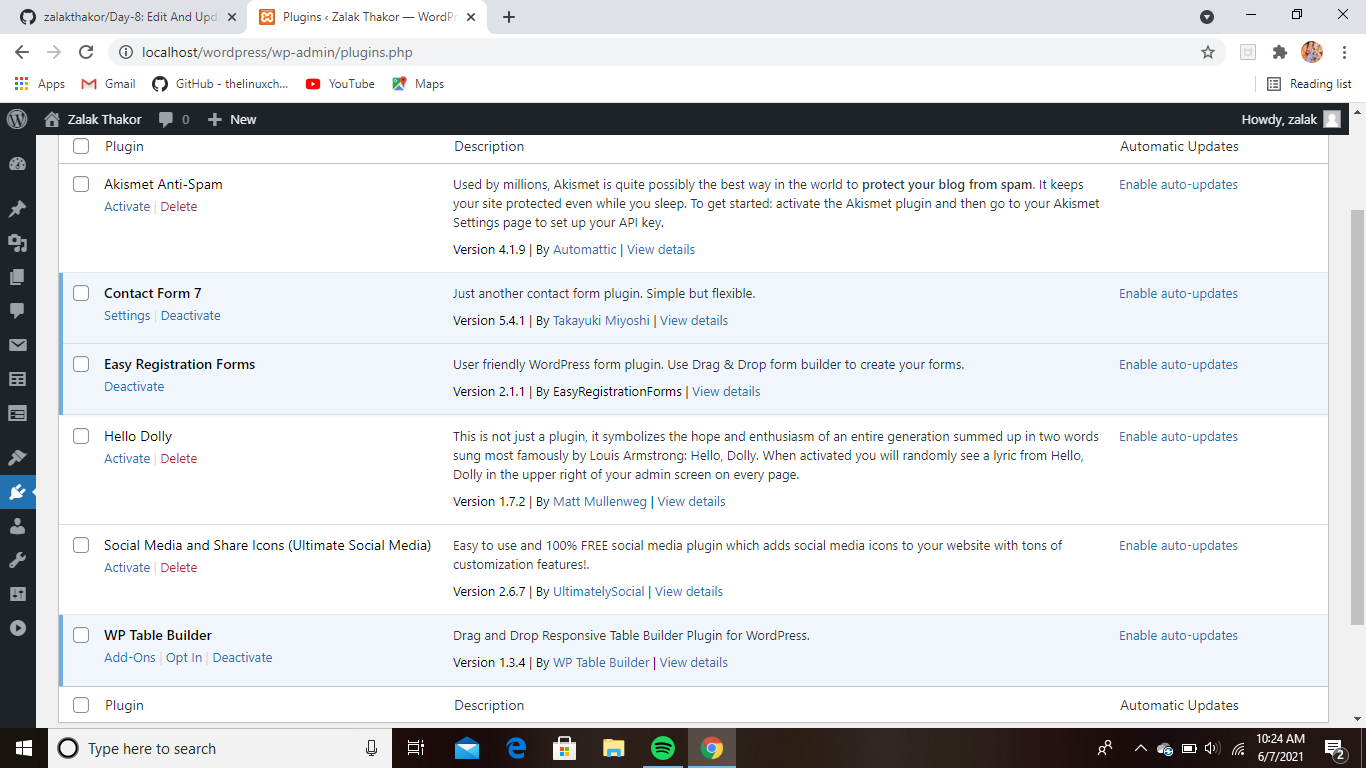 zalakthakor/Day-8: Edit And Upd
Plugins ‹ Zalak Thakor — WordPr
localhost/wordpress/wp-admin/plugins.php
Apps Gmail GitHub - thelinuxch... YouTube Maps Reading list
Zalak Thakor 0 New Howdy, zalak
Plugin Description Automatic Updates
Akismet Anti-Spam
Activate | Delete
Used by millions, Akismet is quite possibly the best way in the world to protect your blog from spam. It keeps
your site protected even while you sleep. To get started: activate the Akismet plugin and then go to your Akismet
Settings page to set up your API key.
Version 4.1.9 | By Automattic | View details
Enable auto-updates
Contact Form 7
Settings | Deactivate
Just another contact form plugin. Simple but flexible.
Version 5.4.1 | By Takayuki Miyoshi | View details
Enable auto-updates
Easy Registration Forms
Deactivate
User friendly WordPress form plugin. Use Drag & Drop form builder to create your forms.
Version 2.1.1 | By EasyRegistrationForms | View details
Enable auto-updates
Hello Dolly
Activate | Delete
This is not just a plugin, it symbolizes the hope and enthusiasm of an entire generation summed up in two words
sung most famously by Louis Armstrong: Hello, Dolly. When activated you will randomly see a lyric from Hello,
Dolly in the upper right of your admin screen on every page.
Version 1.7.2 | By Matt Mullenweg | View details
Enable auto-updates
Social Media and Share Icons (Ultimate Social Media)
Activate | Delete
Easy to use and 100% FREE social media plugin which adds social media icons to your website with tons of
customization features!.
Version 2.6.7 | By UltimatelySocial | View details
Enable auto-updates
WP Table Builder
Add-Ons | Opt In | Deactivate
Drag and Drop Responsive Table Builder Plugin for WordPress.
Version 1.3.4 | By WP Table Builder | View details
Enable auto-updates
Plugin Description Automatic Updates
Type here to search
10:24 AM
6/7/2021
2